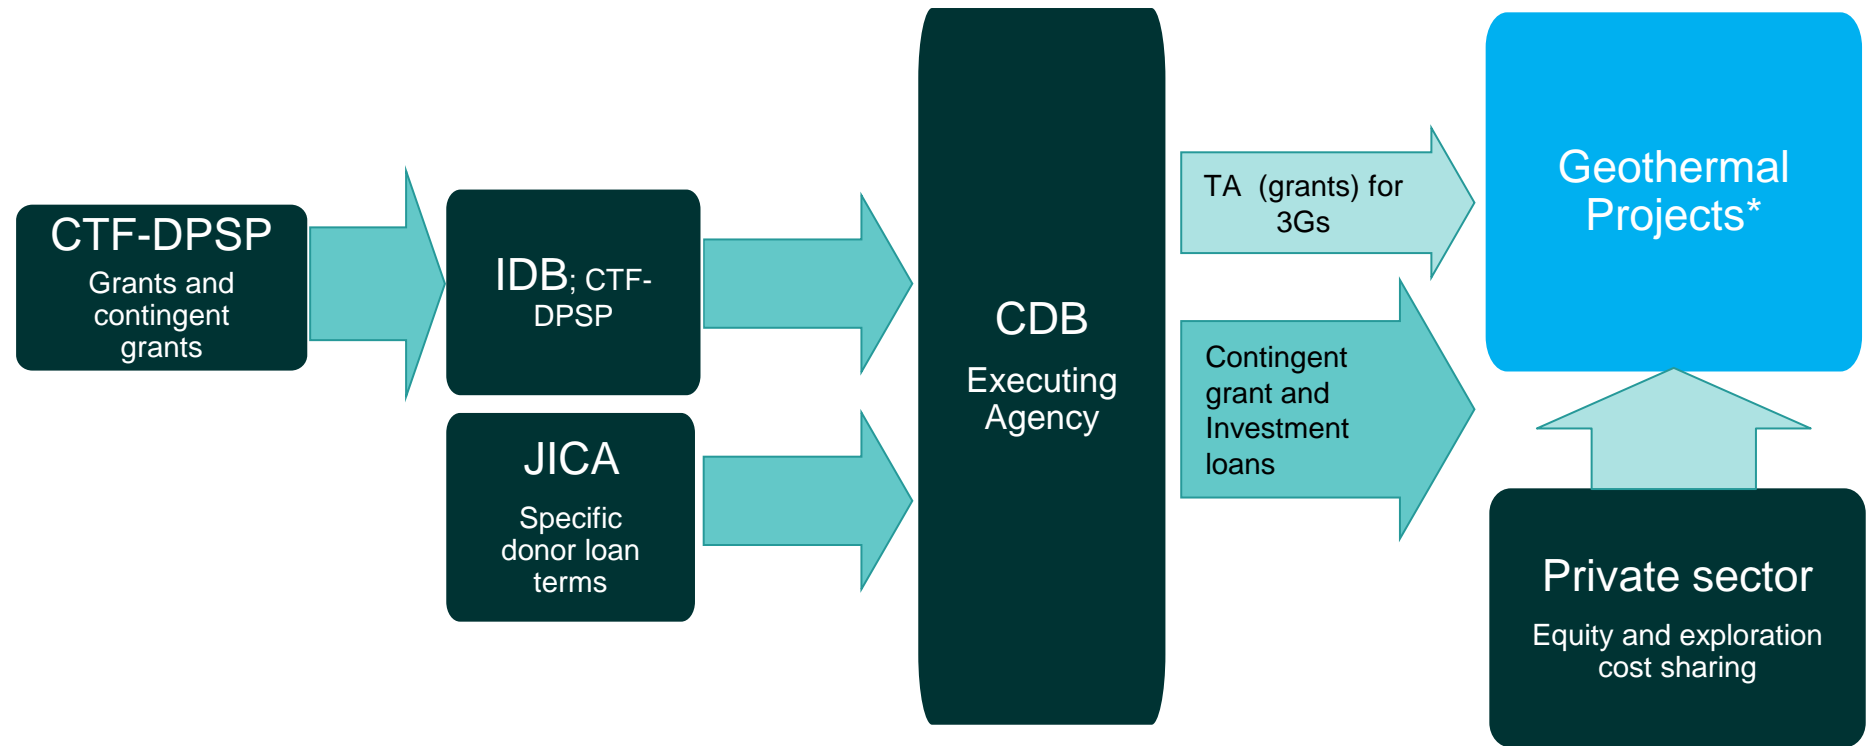 CTF-DPSP
Grants and
contingent
grants
IDB; CTF-
DPSP
JICA
Specific
donor loan
terms
CDB
Executing
Agency
TA (grants) for
3Gs
Contingent
grant and
Investment
loans
Geothermal
Projects*
Private sector
Equity and exploration
cost sharing